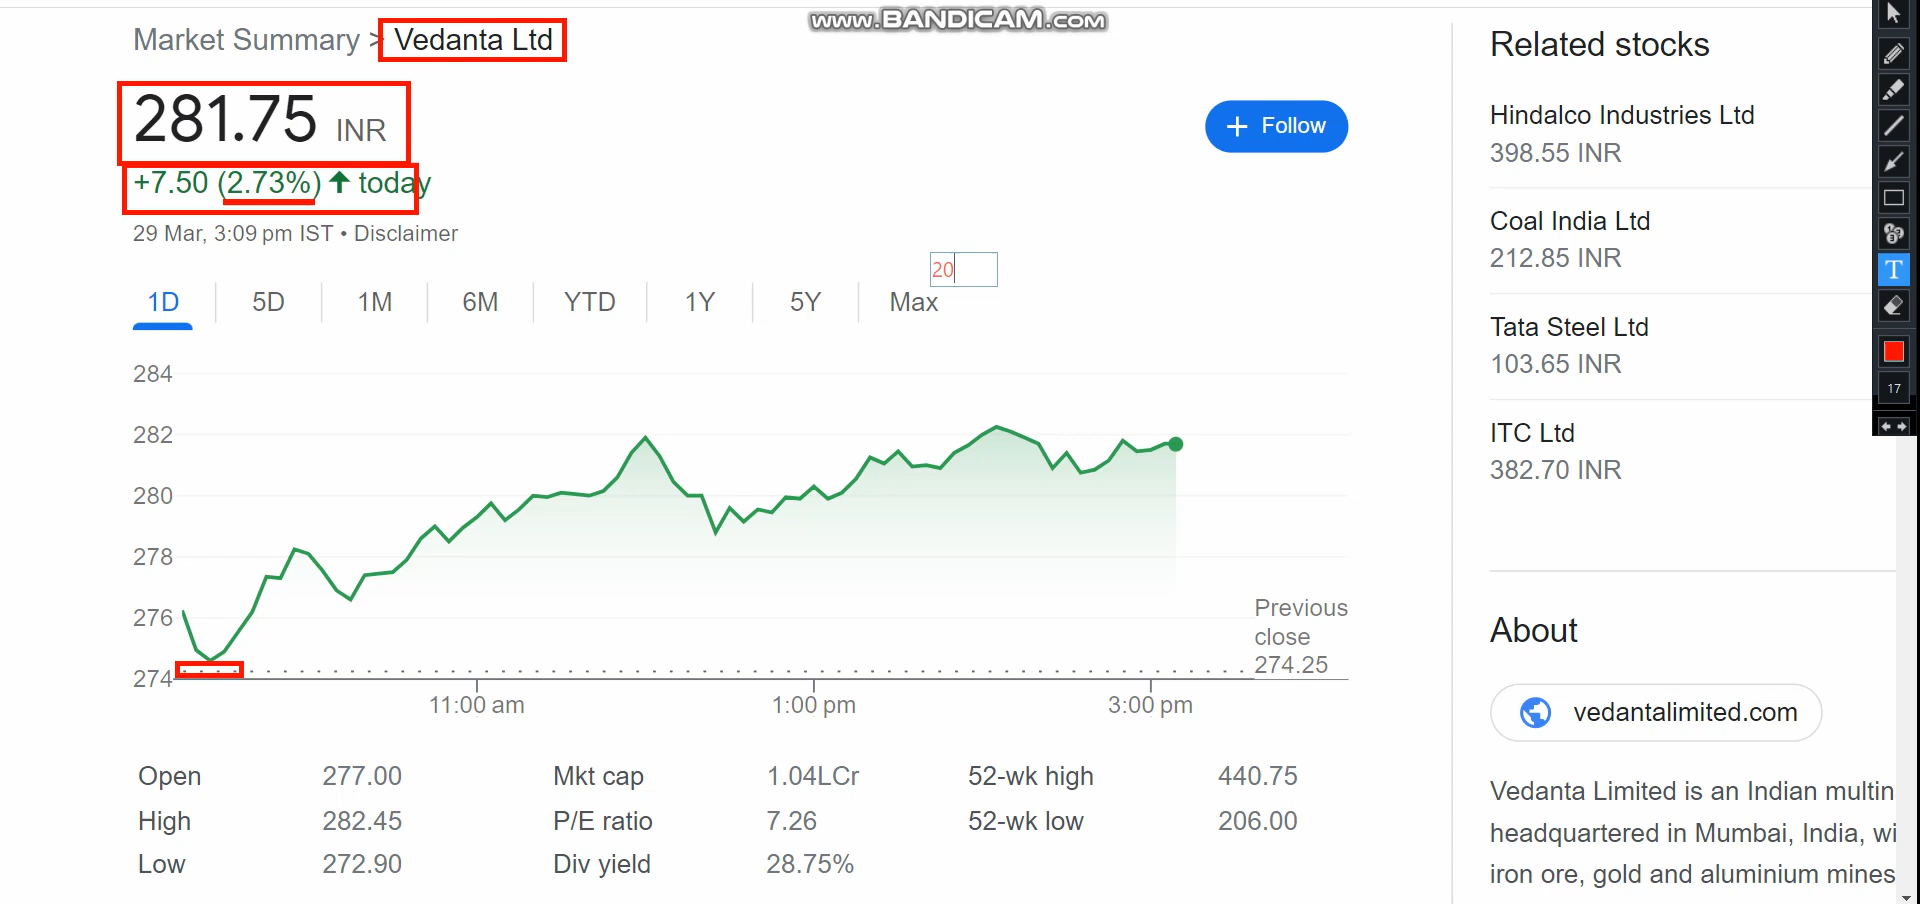 www.BANDICAM.com
Market Summary > Vedanta Ltd
281.75 INR
+7.50 (2.73%) today
29 Mar, 3:09 pm IST • Disclaimer
+ Follow
20
1D 5D 1M 6M YTD 1Y 5Y Max
284
282
280
278
276
274
Previous
close
274.25
11:00 am 1:00 pm 3:00 pm
Open 277.00 Mkt cap 1.04LCr 52-wk high 440.75
High 282.45 P/E ratio 7.26 52-wk low 206.00
Low 272.90 Div yield 28.75%
Related stocks
Hindalco Industries Ltd
398.55 INR
Coal India Ltd
212.85 INR
Tata Steel Ltd
103.65 INR
ITC Ltd
382.70 INR
About
vedantalimited.com
Vedanta Limited is an Indian multin
headquartered in Mumbai, India, wi
iron ore, gold and aluminium mines
T
17